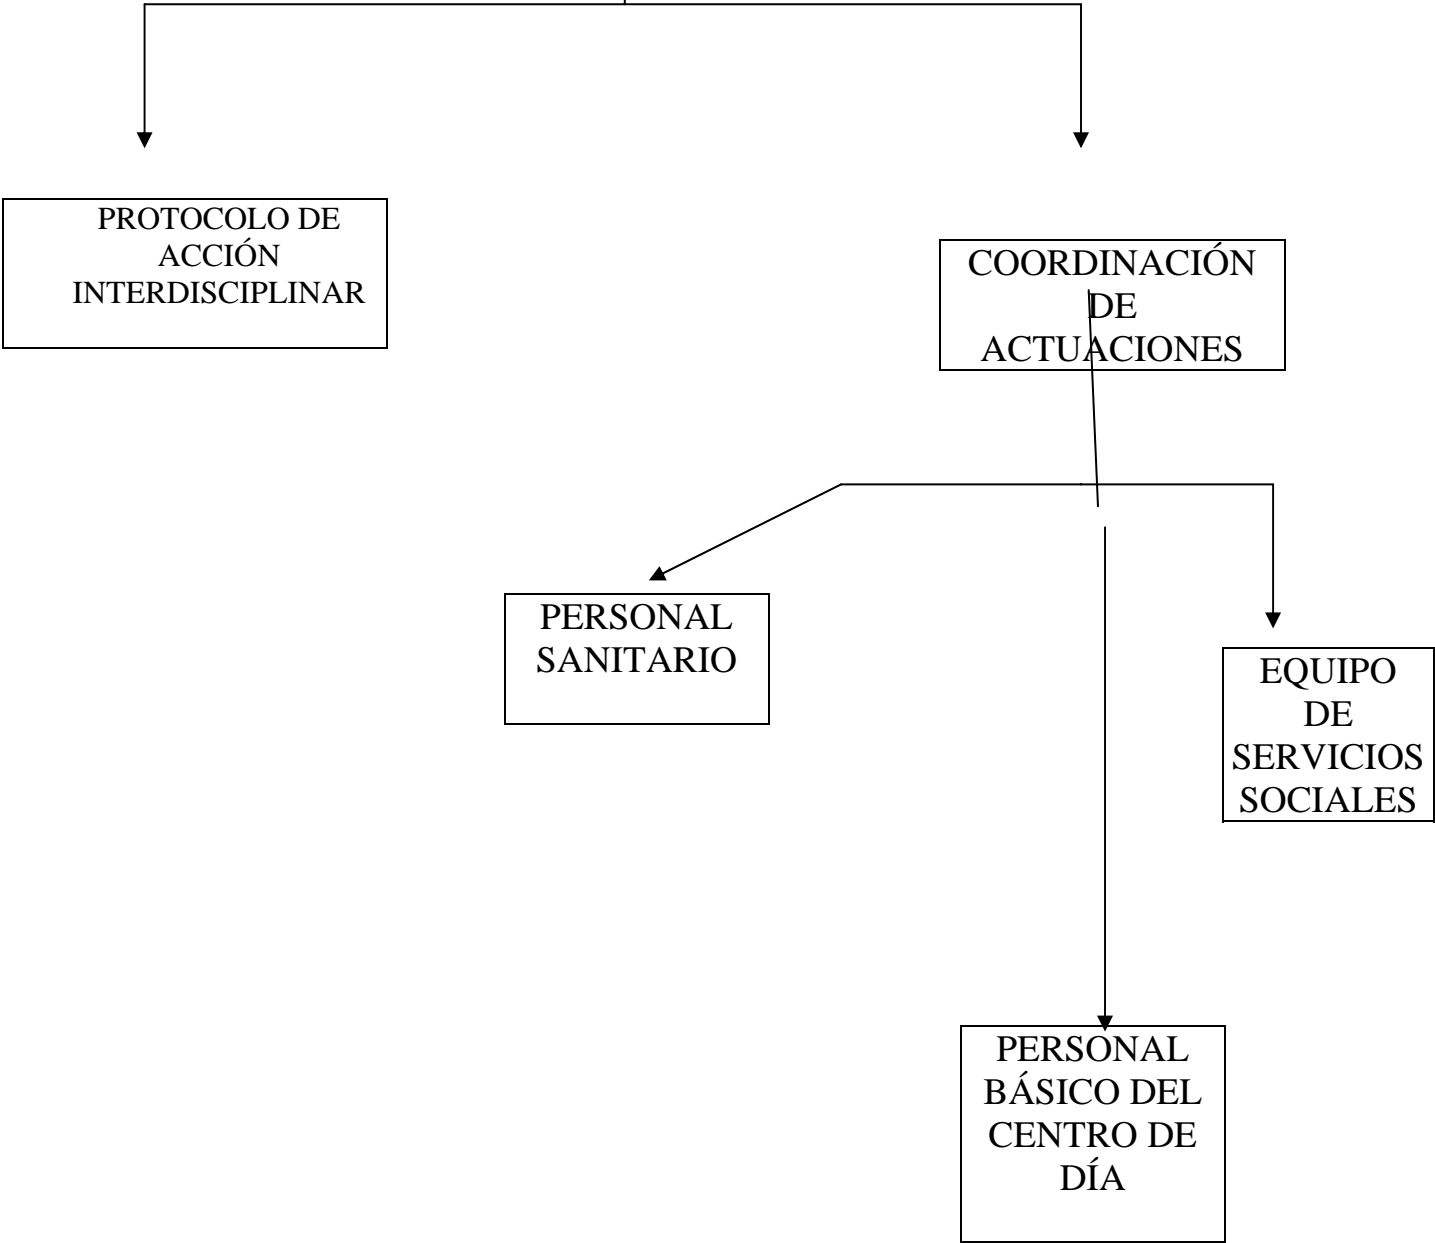 PROTOCOLO DE
ACCIÓN
INTERDISCIPLINAR
COORDINACIÓN
DE
ACTUACIONES
PERSONAL
SANITARIO
EQUIPO
DE
SERVICIOS
SOCIALES
PERSONAL
BÁSICO DEL
CENTRO DE
DÍA